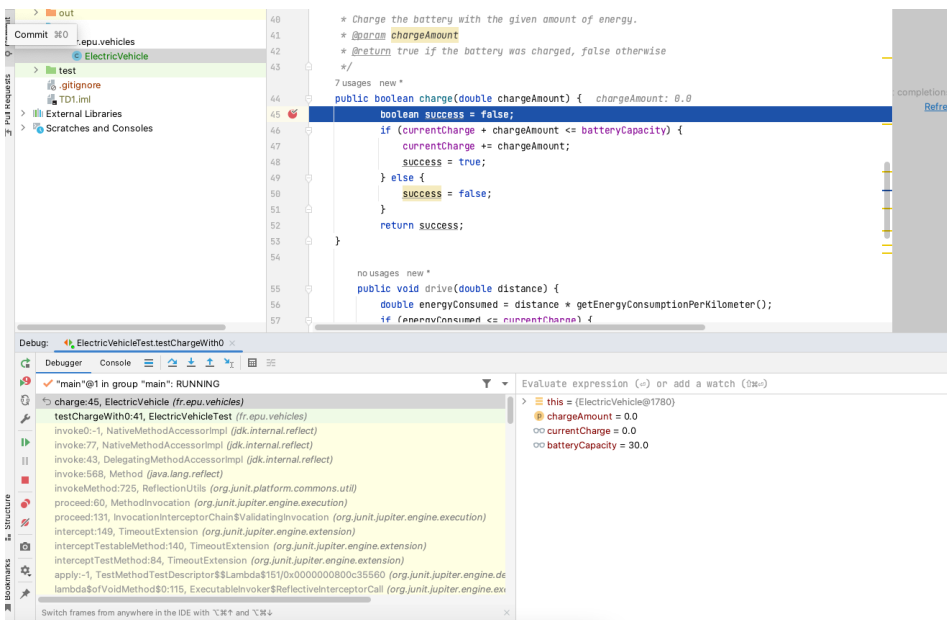 out
Commit ⌘0
r.epu.vehicles
ElectricVehicle
test
.gitignore
TD1.iml
External Libraries
Scratches and Consoles
Pull Requests
40 * Charge the battery with the given amount of energy.
41 * @param chargeAmount
42 * @return true if the battery was charged, false otherwise
43 */
7 usages new *
44 public boolean charge(double chargeAmount) { chargeAmount: 0.0
45 boolean success = false;
46 if (currentCharge + chargeAmount <= batteryCapacity) {
47 currentCharge += chargeAmount;
48 success = true;
49 } else {
50 success = false;
51 }
52 return success;
53 }
54
no usages new *
55 public void drive(double distance) {
56 double energyConsumed = distance * getEnergyConsumptionPerKilometer();
57 if (energyConsumed <= currentCharge) {
completion
Refre
Debug: ElectricVehicleTest.testChargeWith0 ×
Debugger Console
"main"@1 in group "main": RUNNING
charge:45, ElectricVehicle (fr.epu.vehicles)
testChargeWith0:41, ElectricVehicleTest (fr.epu.vehicles)
invoke0:-1, NativeMethodAccessorImpl (jdk.internal.reflect)
invoke:77, NativeMethodAccessorImpl (jdk.internal.reflect)
invoke:43, DelegatingMethodAccessorImpl (jdk.internal.reflect)
invoke:568, Method (java.lang.reflect)
invokeMethod:725, ReflectionUtils (org.junit.platform.commons.util)
proceed:60, MethodInvocation (org.junit.jupiter.engine.execution)
proceed:131, InvocationInterceptorChain$ValidatingInvocation (org.junit.jupiter.engine.execution)
intercept:149, TimeoutExtension (org.junit.jupiter.engine.extension)
interceptTestableMethod:140, TimeoutExtension (org.junit.jupiter.engine.extension)
interceptTestMethod:84, TimeoutExtension (org.junit.jupiter.engine.extension)
apply:-1, TestMethodTestDescriptor$$Lambda$151/0x0000000800c35560 (org.junit.jupiter.engine.de
lambda$ofVoidMethod$0:115, ExecutableInvoker$ReflectiveInterceptorCall (org.junit.jupiter.engine.exe
Switch frames from anywhere in the IDE with ⌥⌘↑ and ⌥⌘↓ ×
Evaluate expression (⏎) or add a watch (⇧⌘⏎)
this = {ElectricVehicle@1780}
chargeAmount = 0.0
currentCharge = 0.0
batteryCapacity = 30.0
Structure
Bookmarks